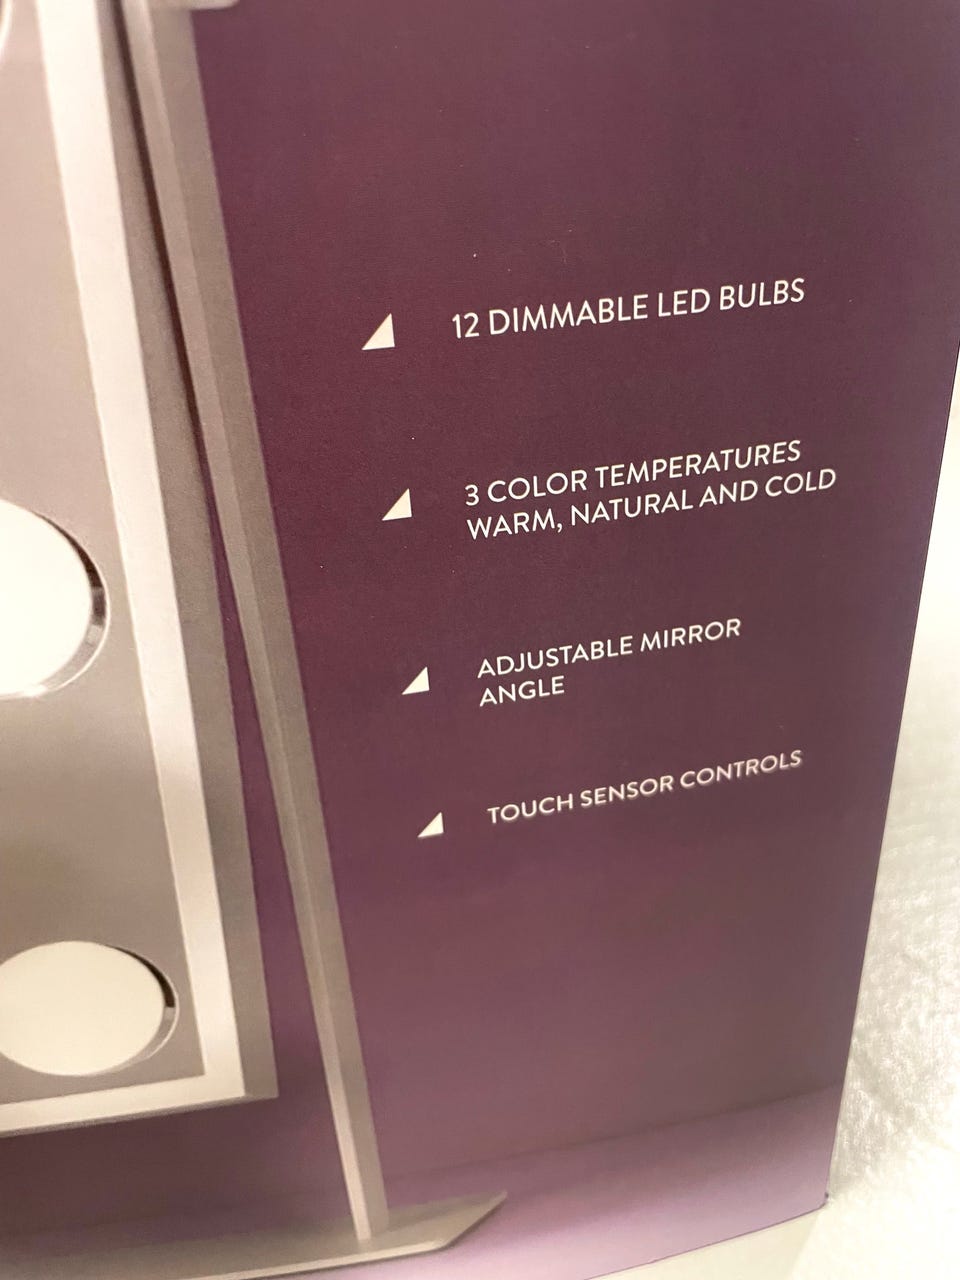 12 DIMMABLE LED BULBS
3 COLOR TEMPERATURES
WARM, NATURAL AND COLD
ADJUSTABLE MIRROR
ANGLE
TOUCH SENSOR CONTROLS